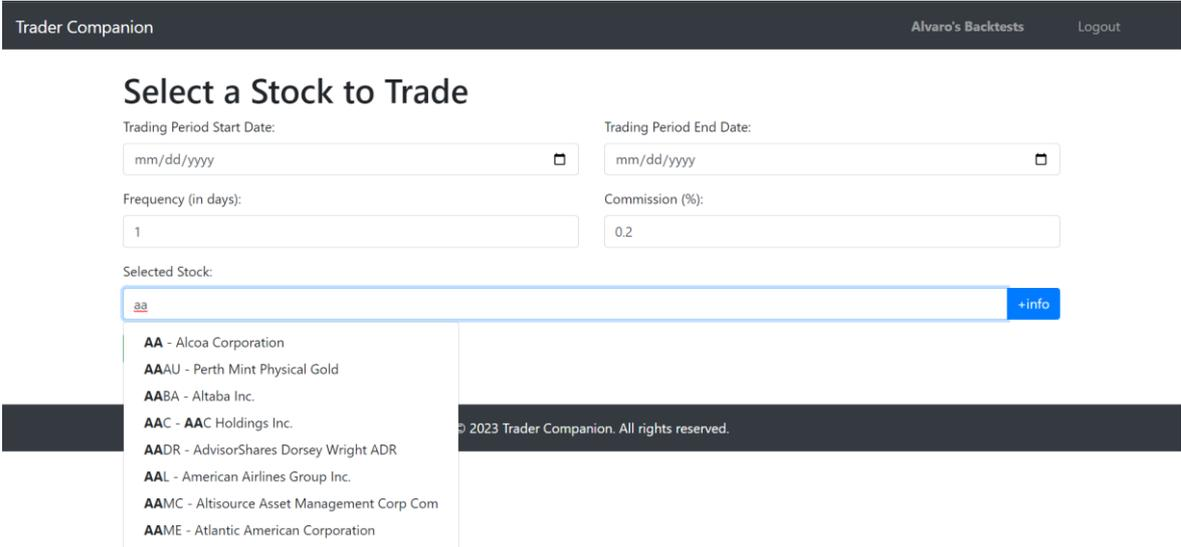 Trader Companion
Alvaro's Backtests
Logout
Select a Stock to Trade
Trading Period Start Date:
Trading Period End Date:
mm/dd/yyyy
mm/dd/yyyy
Frequency (in days):
Commission (%):
1
0.2
Selected Stock:
aa
+info
AA - Alcoa Corporation
AAAU - Perth Mint Physical Gold
AABA - Altaba Inc.
AAC - AAC Holdings Inc.
AADR - AdvisorShares Dorsey Wright ADR
AAL - American Airlines Group Inc.
AAMC - Altisource Asset Management Corp Com
AAME - Atlantic American Corporation
© 2023 Trader Companion. All rights reserved.